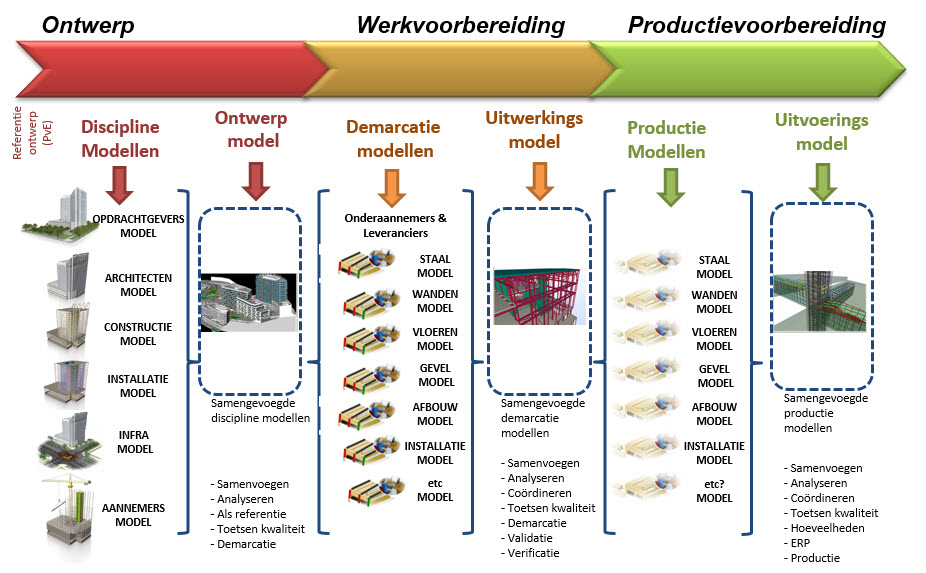 Ontwerp
Werkvoorbereiding
Productievoorbereiding
Referentie
ontwerp
(PvE)
Discipline
Modellen
OPDRACHTGEVERS
MODEL
ARCHITECTEN
MODEL
CONSTRUCTIE
MODEL
INSTALLATIE
MODEL
INFRA
MODEL
AANNEMERS
MODEL
Ontwerp
model
Samengevoegde
discipline modellen
- Samenvoegen
- Analyseren
- Als referentie
- Toetsen kwaliteit
- Demarcatie
Demarcatie
modellen
Onderaannemers &
Leveranciers
STAAL
MODEL
WANDEN
MODEL
VLOEREN
MODEL
GEVEL
MODEL
AFBOUW
MODEL
INSTALLATIE
MODEL
etc
MODEL
Uitwerkings
model
Samengevoegde
demarcatie
modellen
- Samenvoegen
- Analyseren
- Coördineren
- Toetsen kwaliteit
- Demarcatie
- Validatie
- Verificatie
Productie
Modellen
STAAL
MODEL
WANDEN
MODEL
VLOEREN
MODEL
GEVEL
MODEL
AFBOUW
MODEL
INSTALLATIE
MODEL
etc?
MODEL
Uitvoerings
model
Samengevoegde
productie
modellen
- Samenvoegen
- Analyseren
- Coördineren
- Toetsen kwaliteit
- Hoeveelheden
- ERP
- Productie